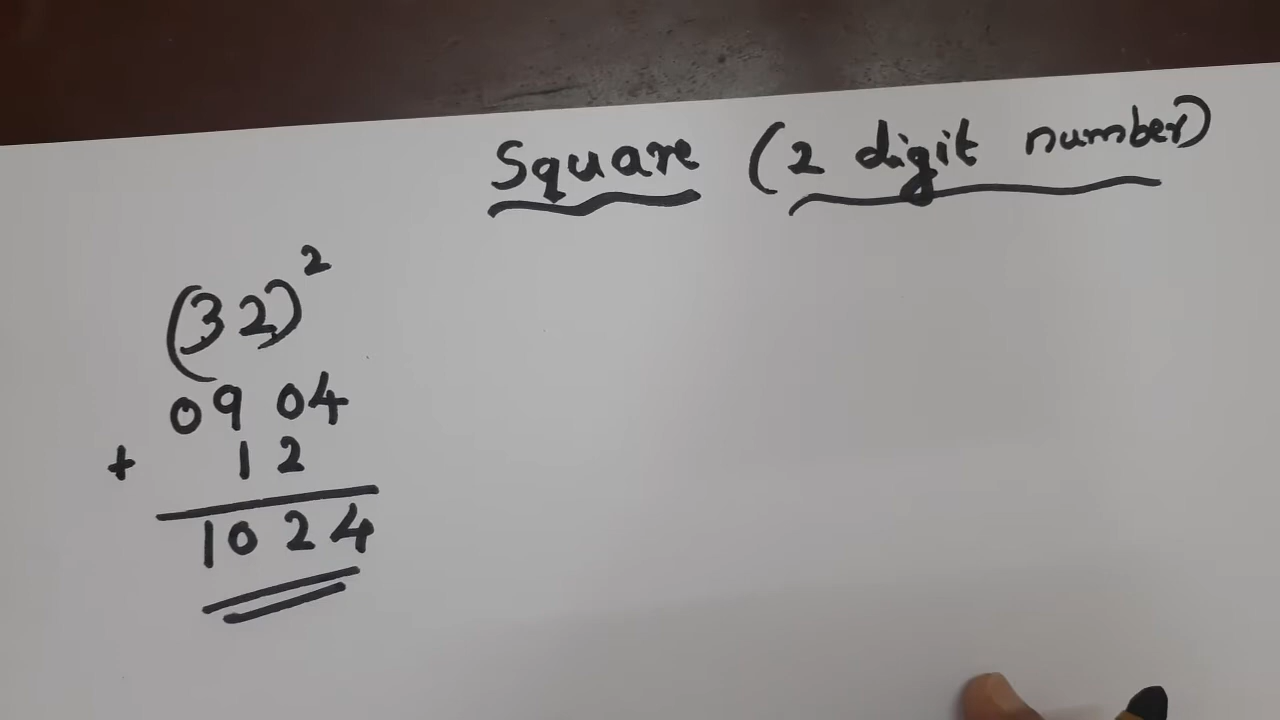 Square (2 digit number)
(32)²
09 04
+ 12
1024